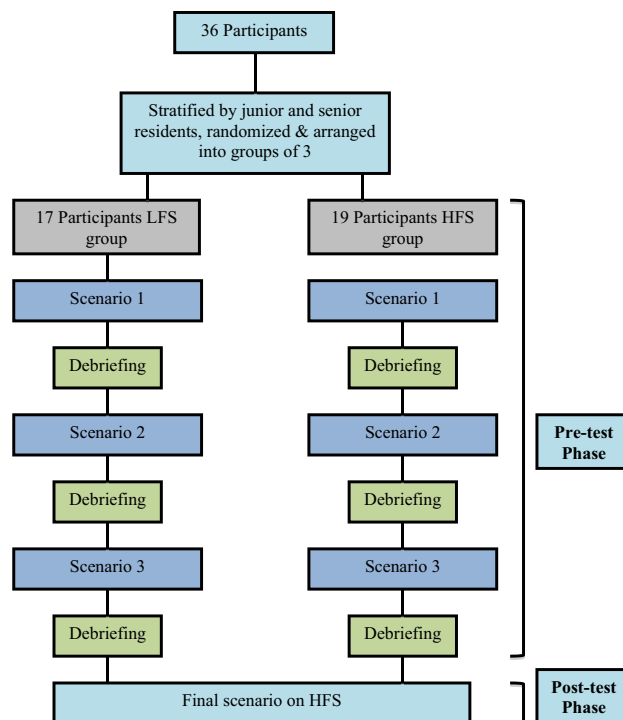 36 Participants
Stratified by junior and senior
residents, randomized & arranged
into groups of 3
17 Participants LFS
group
19 Participants HFS
group
Scenario 1
Scenario 1
Debriefing
Debriefing
Scenario 2
Scenario 2
Pre-test
Phase
Debriefing
Debriefing
Scenario 3
Scenario 3
Debriefing
Debriefing
Final scenario on HFS
Post-test
Phase